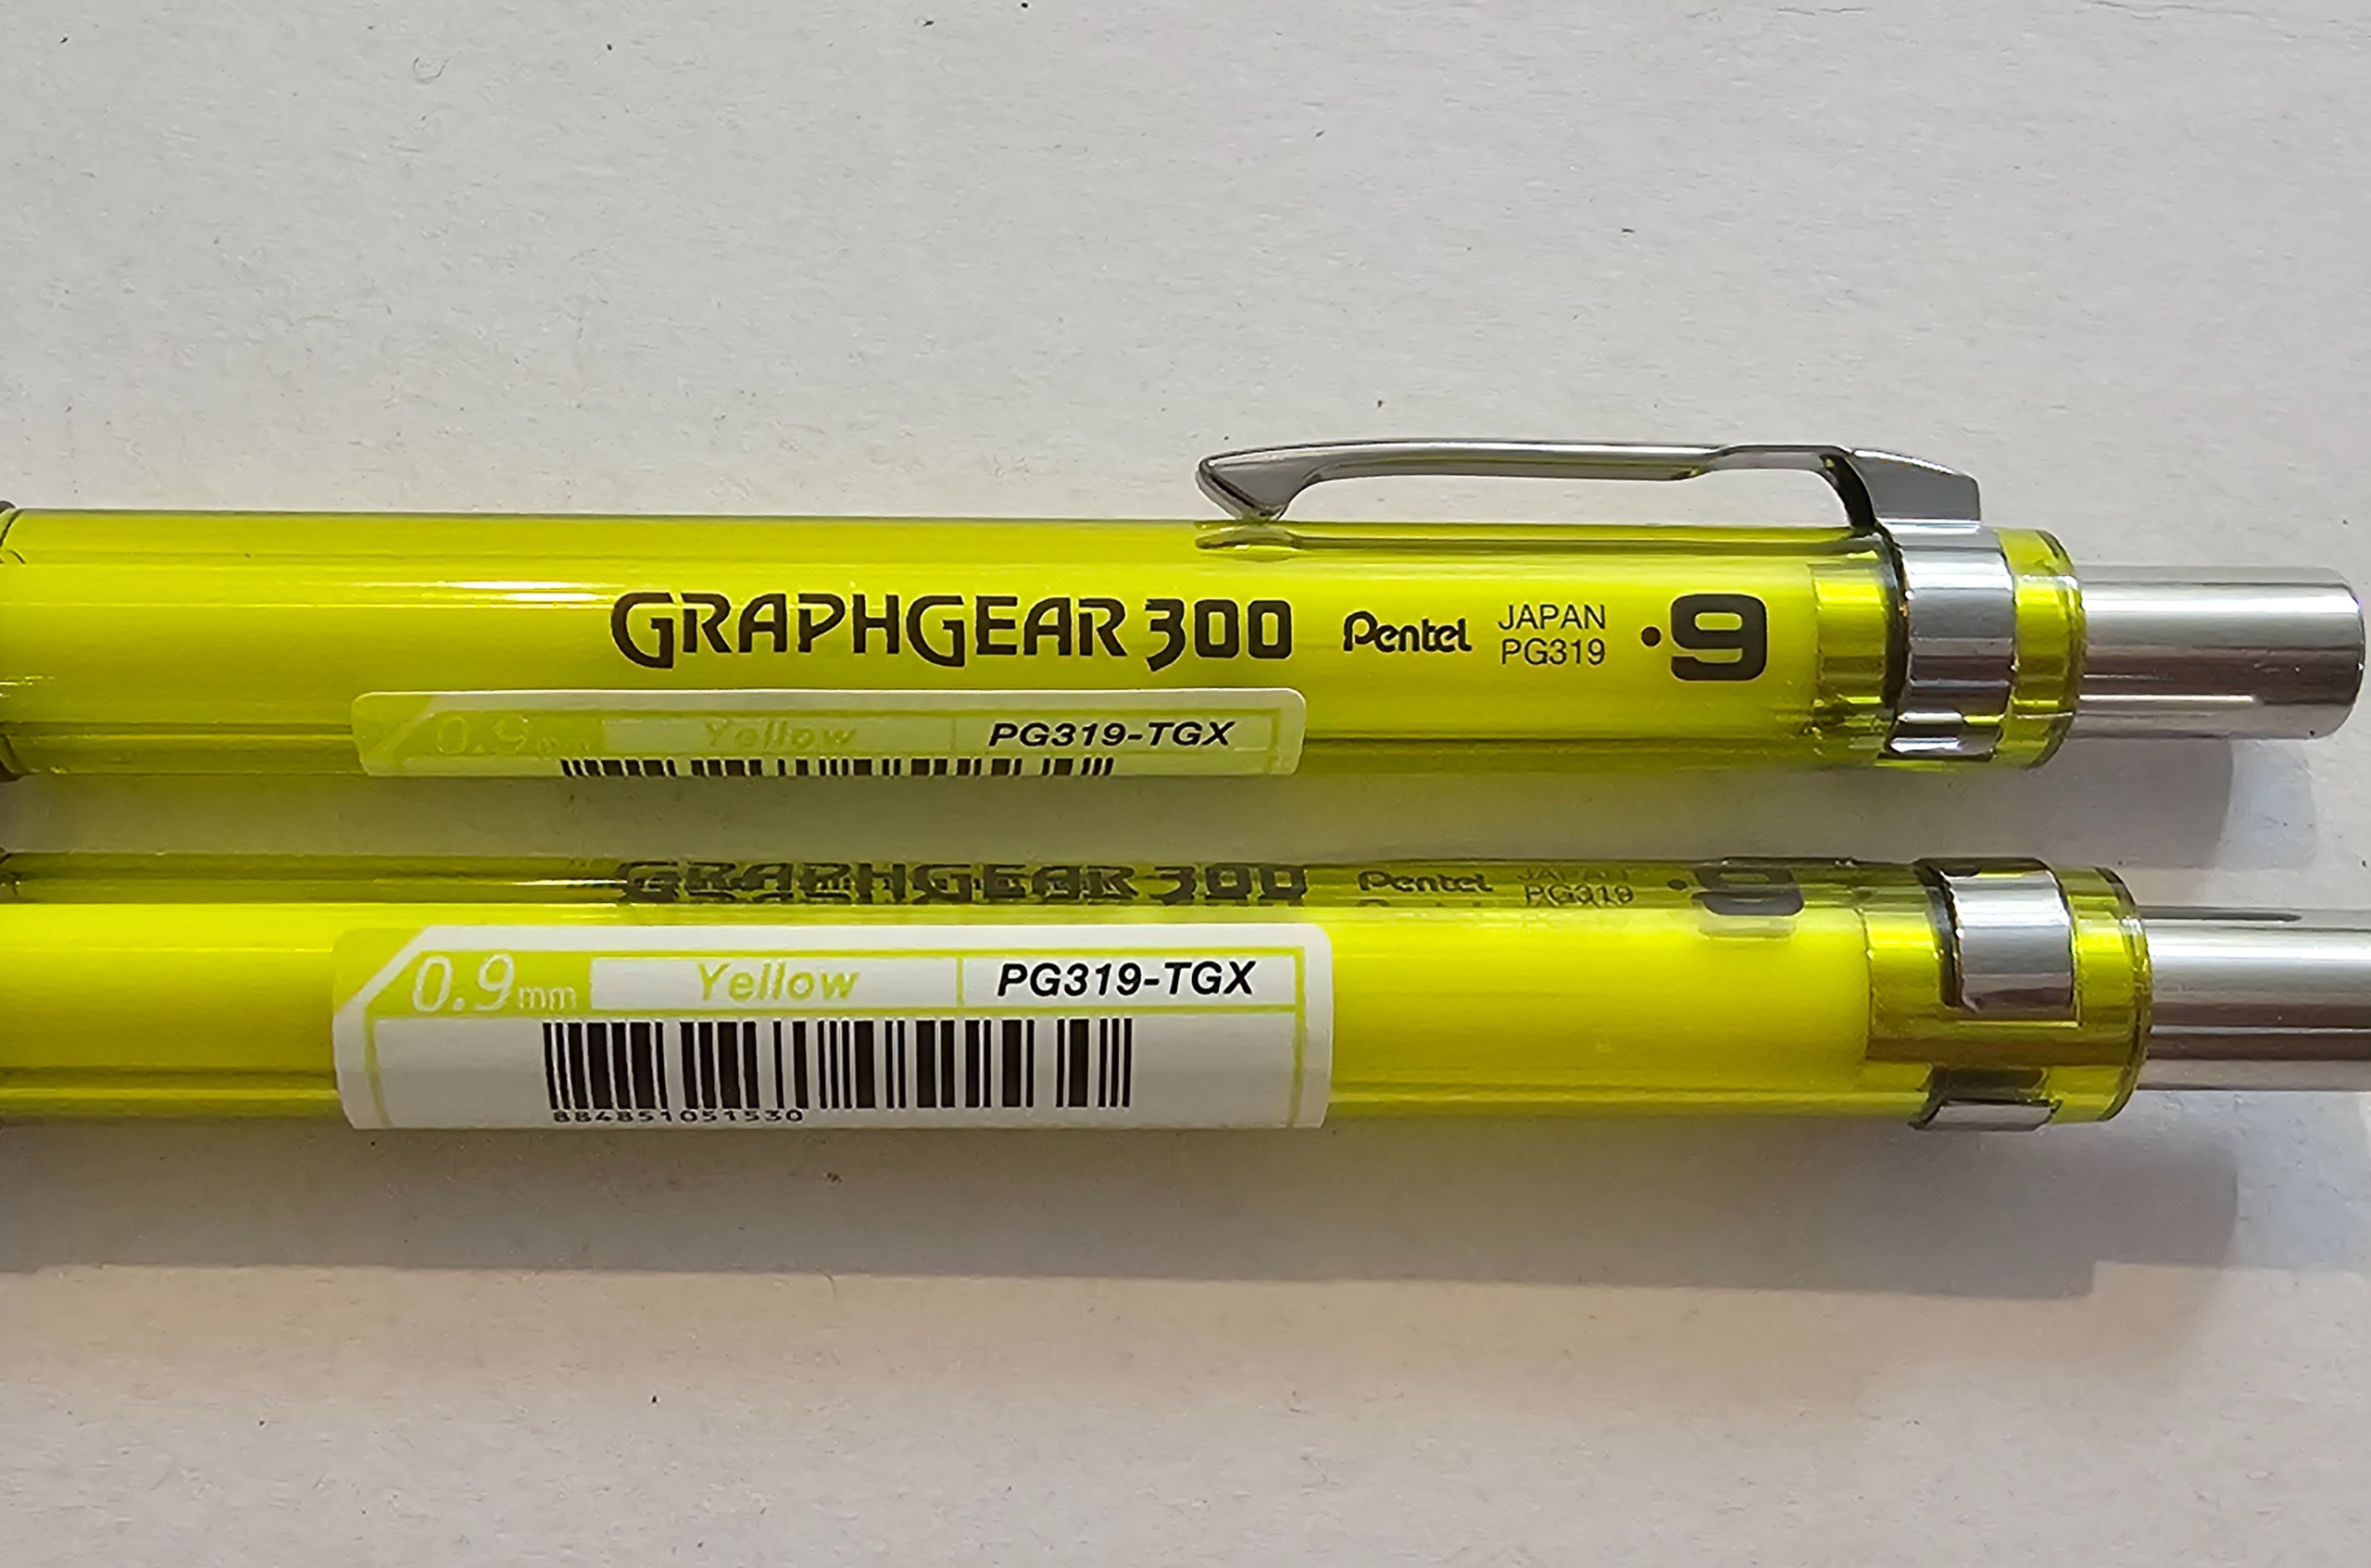 GRAPHGEAR 300 Pentel JAPAN PG319 .9
0.9mm Yellow PG319-TGX
GRAPHGEAR 300 Pentel JAPAN PG319 .9
0.9mm Yellow PG319-TGX
884851051530